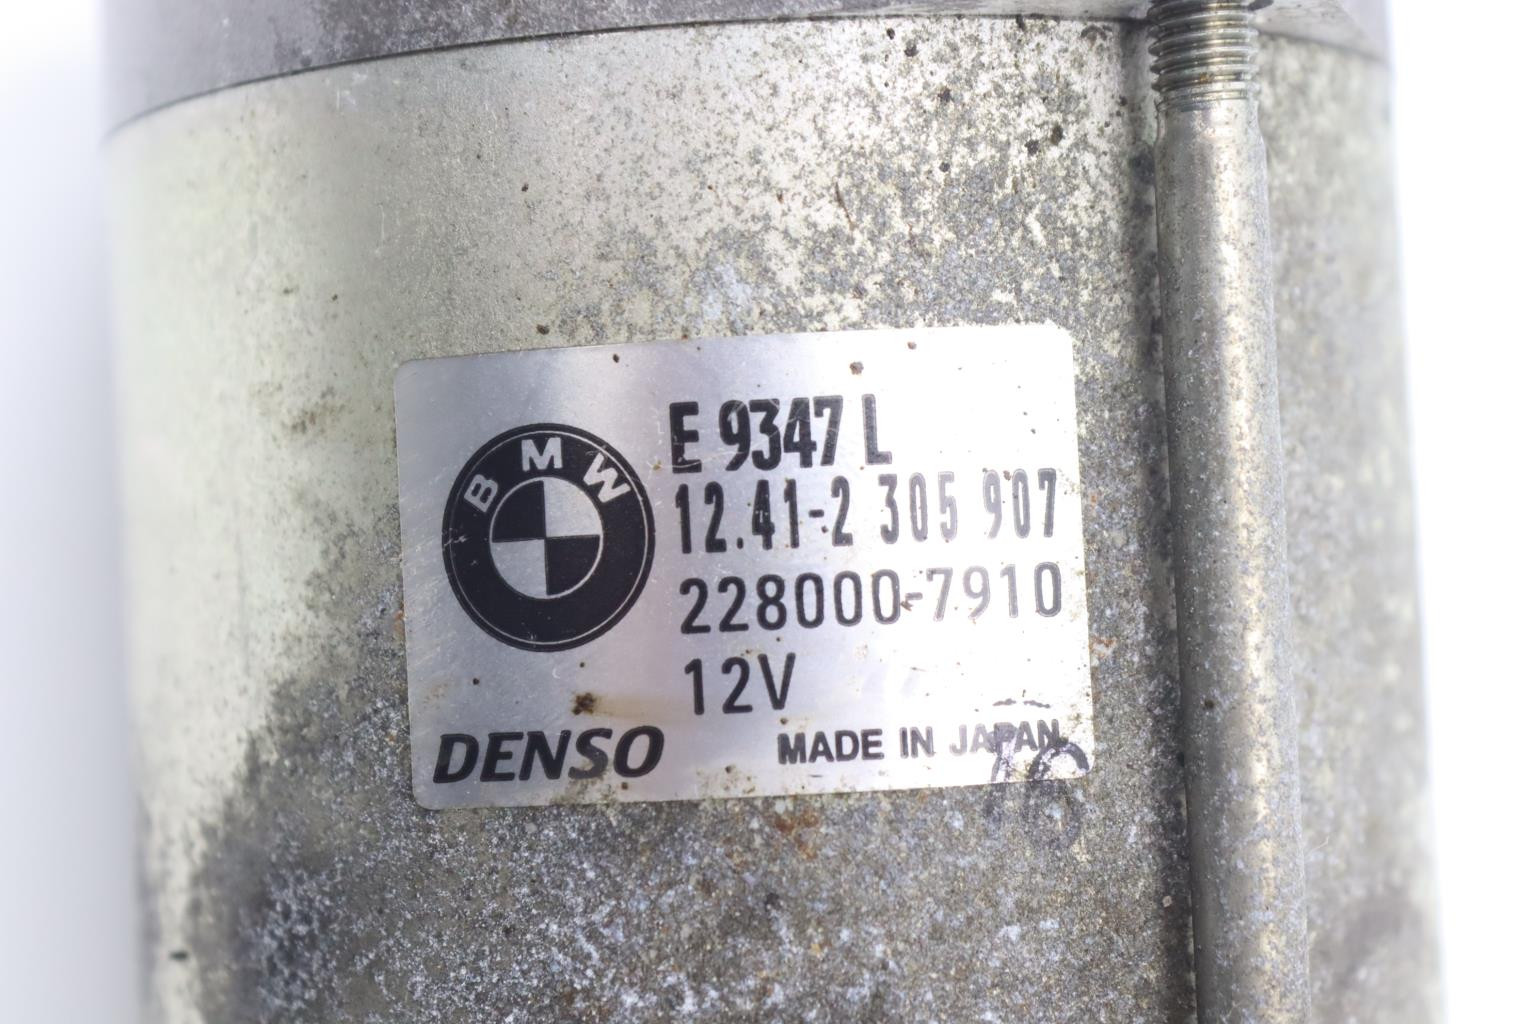 BMW
E 9347 L
12.41-2 305 907
228000-7910
12V
DENSO
MADE IN JAPAN
16